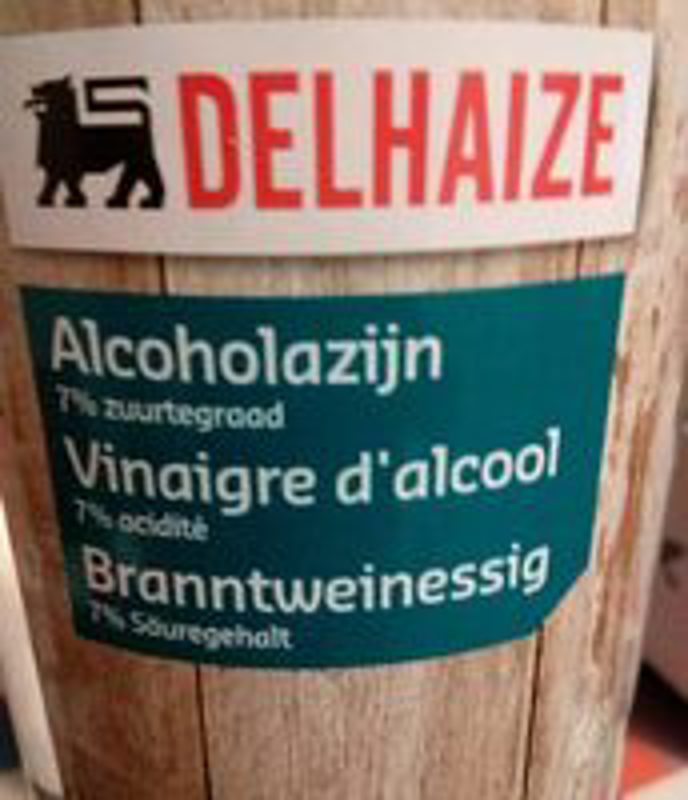 DELHAIZE
Alcoholazijn
7% zuurtegraad
Vinaigre d'alcool
7% acidité
Branntweinessig
7% Säuregehalt